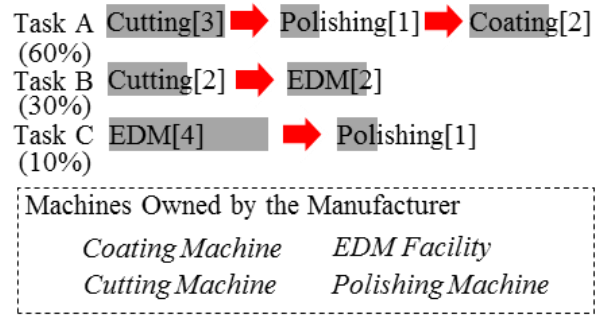 Task A Cutting[3] Polishing[1] Coating[2]
(60%)
Task B Cutting[2] EDM[2]
(30%)
Task C EDM[4] Polishing[1]
(10%)
Machines Owned by the Manufacturer
Coating Machine EDM Facility
Cutting Machine Polishing Machine